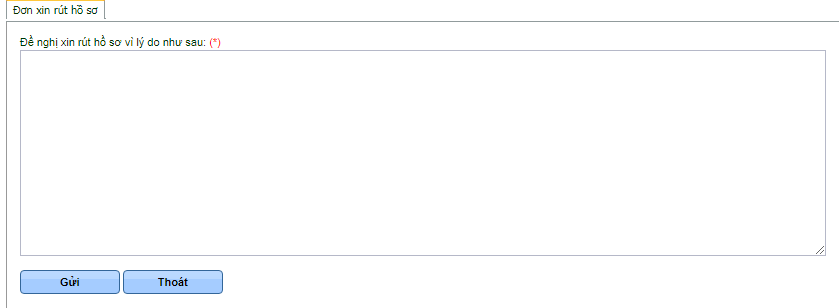 Đơn xin rút hồ sơ
Đề nghị xin rút hồ sơ vì lý do như sau: (*)
Gửi Thoát